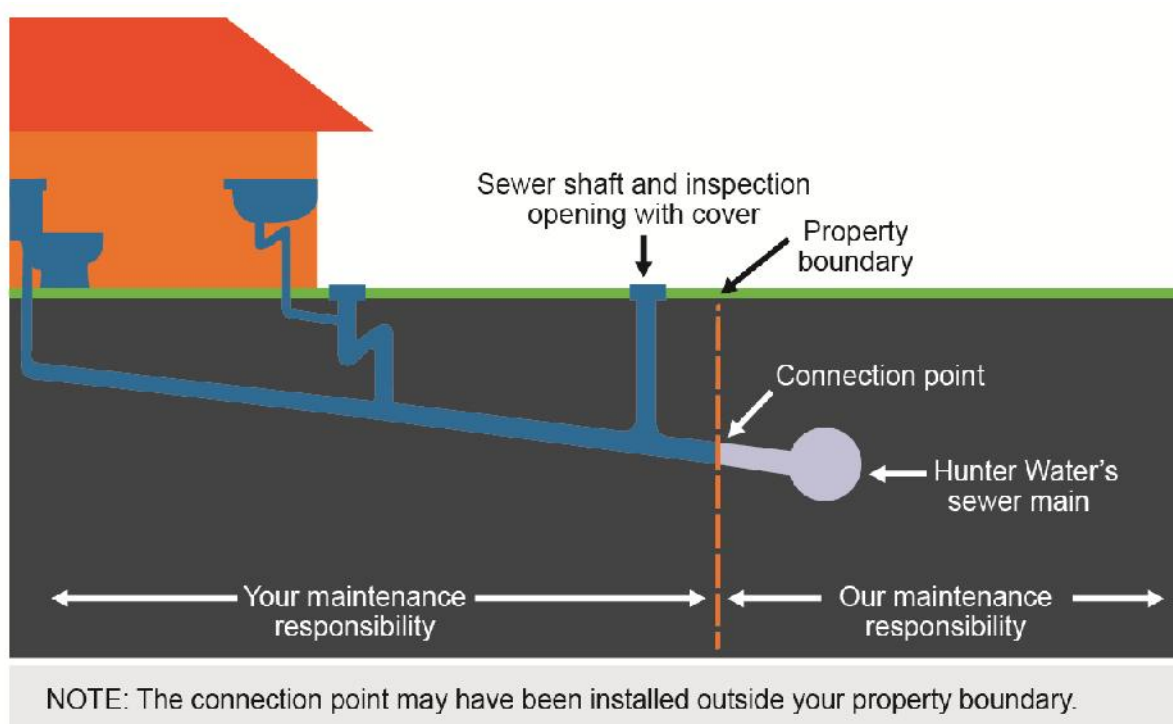 Sewer shaft and inspection
opening with cover
Property
boundary
Connection point
Hunter Water's
sewer main
Your maintenance
responsibility
Our maintenance
responsibility
NOTE: The connection point may have been installed outside your property boundary.